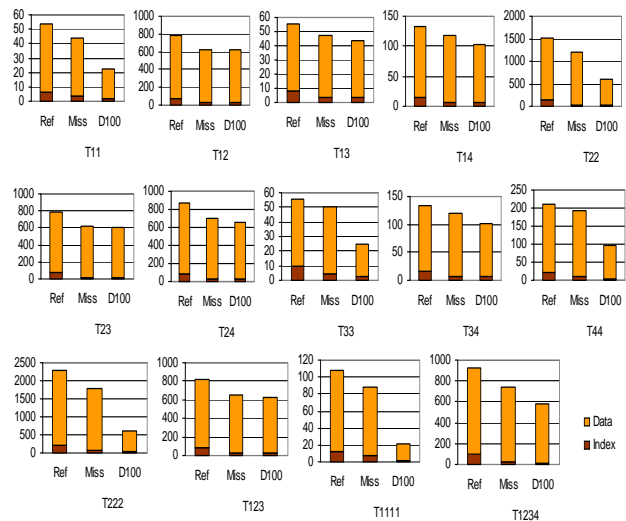 60
50
40
30
20
10
0
Ref Miss D100
T11
1000
800
600
400
200
0
Ref Miss D100
T12
60
50
40
30
20
10
0
Ref Miss D100
T13
150
100
50
0
Ref Miss D100
T14
2000
1500
1000
500
0
Ref Miss D100
T22
1000
800
600
400
200
0
Ref Miss D100
T23
1000
800
600
400
200
0
Ref Miss D100
T24
60
50
40
30
20
10
0
Ref Miss D100
T33
150
100
50
0
Ref Miss D100
T34
250
200
150
100
50
0
Ref Miss D100
T44
2500
2000
1500
1000
500
0
Ref Miss D100
T222
1000
800
600
400
200
0
Ref Miss D100
T123
120
100
80
60
40
20
0
Ref Miss D100
T1111
1000
800
600
400
200
0
Ref Miss D100
T1234
Data
Index